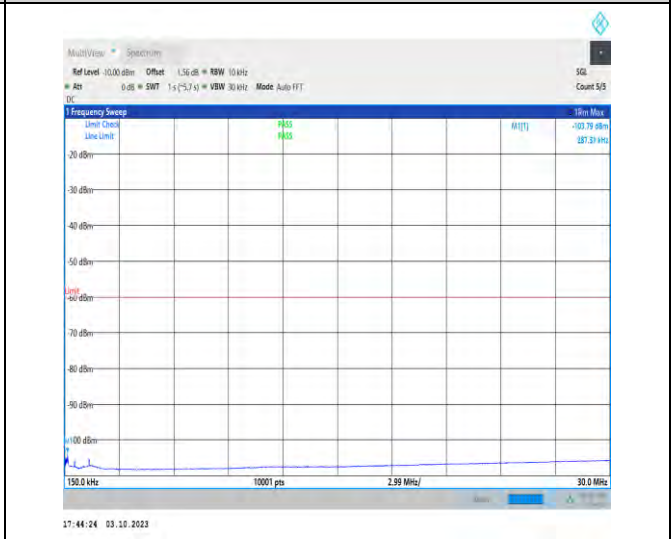 MultiView Spectrum
Ref Level -10.00 dBm Offset 1.56 dB RBW 10 kHz SGL
Att 0 dB SWT 1 s (~5.7 s) VBW 30 kHz Mode Auto FFT Count 5/5
DC
1 Frequency Sweep 1Rm Max
Limit Check PASS M1[1] -103.79 dBm
Line Limit PASS 287.37 kHz
-20 dBm
-30 dBm
-40 dBm
-50 dBm
Limit
-60 dBm
-70 dBm
-80 dBm
-90 dBm
-100 dBm
150.0 kHz 10001 pts 2.99 MHz/ 30.0 MHz
17:44:24 03.10.2023